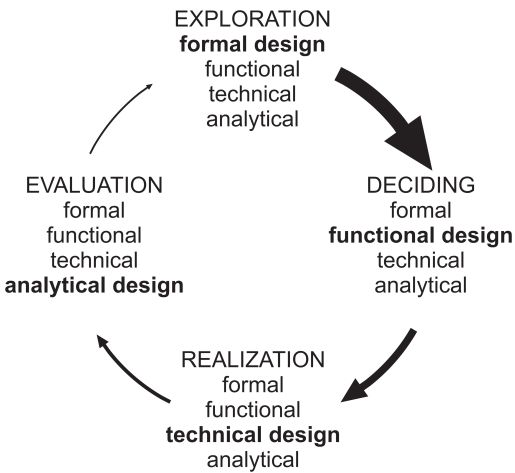 EXPLORATION
formal design
functional
technical
analytical
EVALUATION
formal
functional
technical
analytical design
DECIDING
formal
functional design
technical
analytical
REALIZATION
formal
functional
technical design
analytical